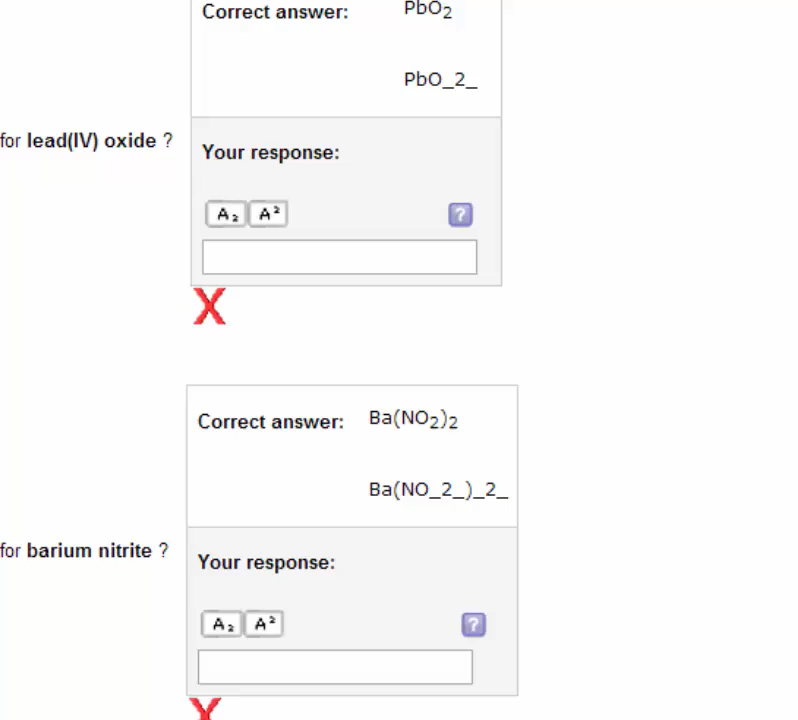 Correct answer: PbO₂
PbO_2_
for lead(IV) oxide ?
Your response:
A₂ A²
?
X
Correct answer: Ba(NO₂)₂
Ba(NO_2_)_2_
for barium nitrite ?
Your response:
A₂ A²
?
X